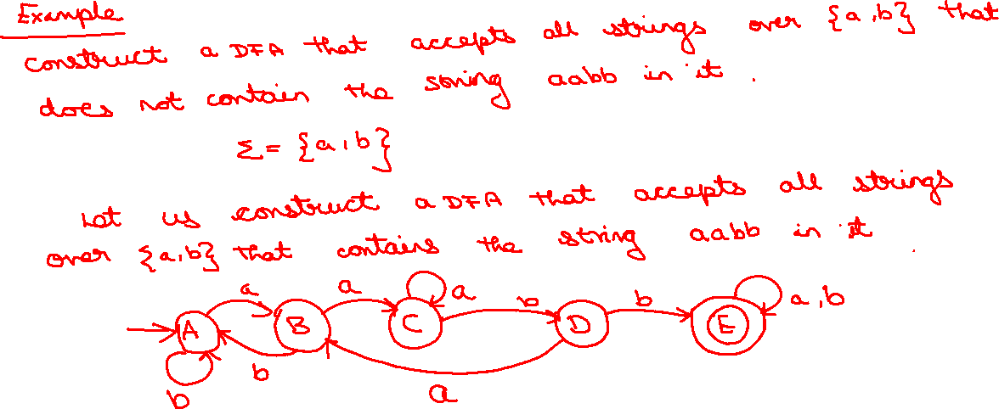 Example
construct a DFA that accepts all strings over {a,b} that
does not contain the string aabb in it.
Σ = {a,b}
Let us construct a DFA that accepts all strings
over {a,b} that contains the string aabb in it.
a a a b b a,b
A B C D E
b b a